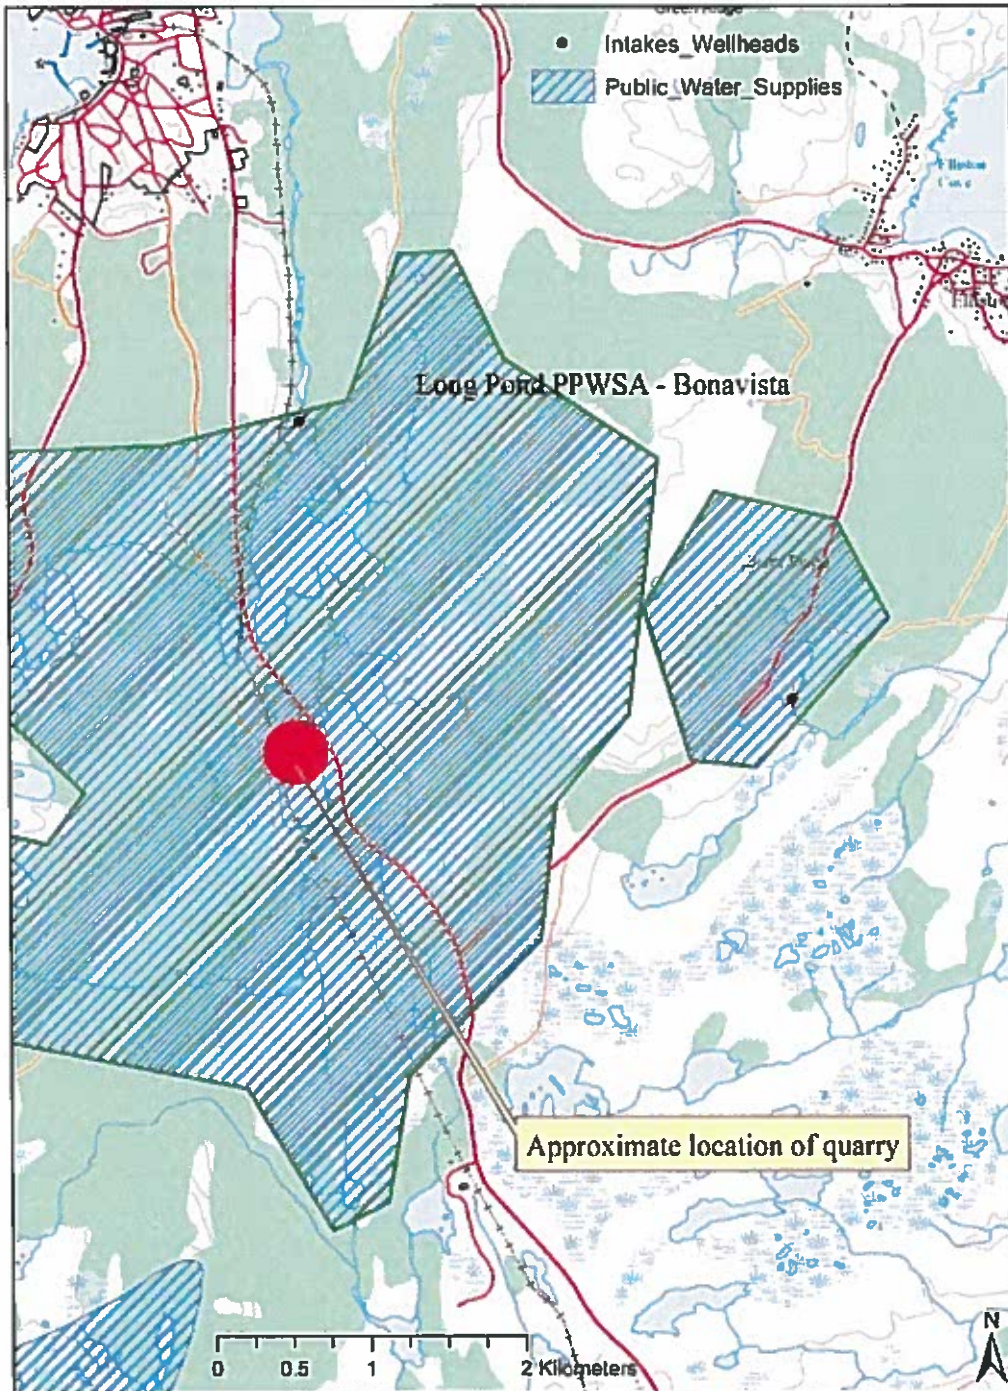 Intakes_Wellheads
Public_Water_Supplies
Long Pond PPWSA - Bonavista
Approximate location of quarry
N
0 0.5 1 2 Kilometers